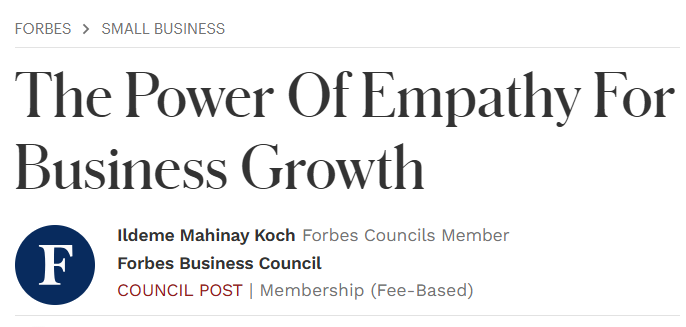 FORBES > SMALL BUSINESS
The Power Of Empathy For
Business Growth
F
Ildeme Mahinay Koch Forbes Councils Member
Forbes Business Council
COUNCIL POST | Membership (Fee-Based)